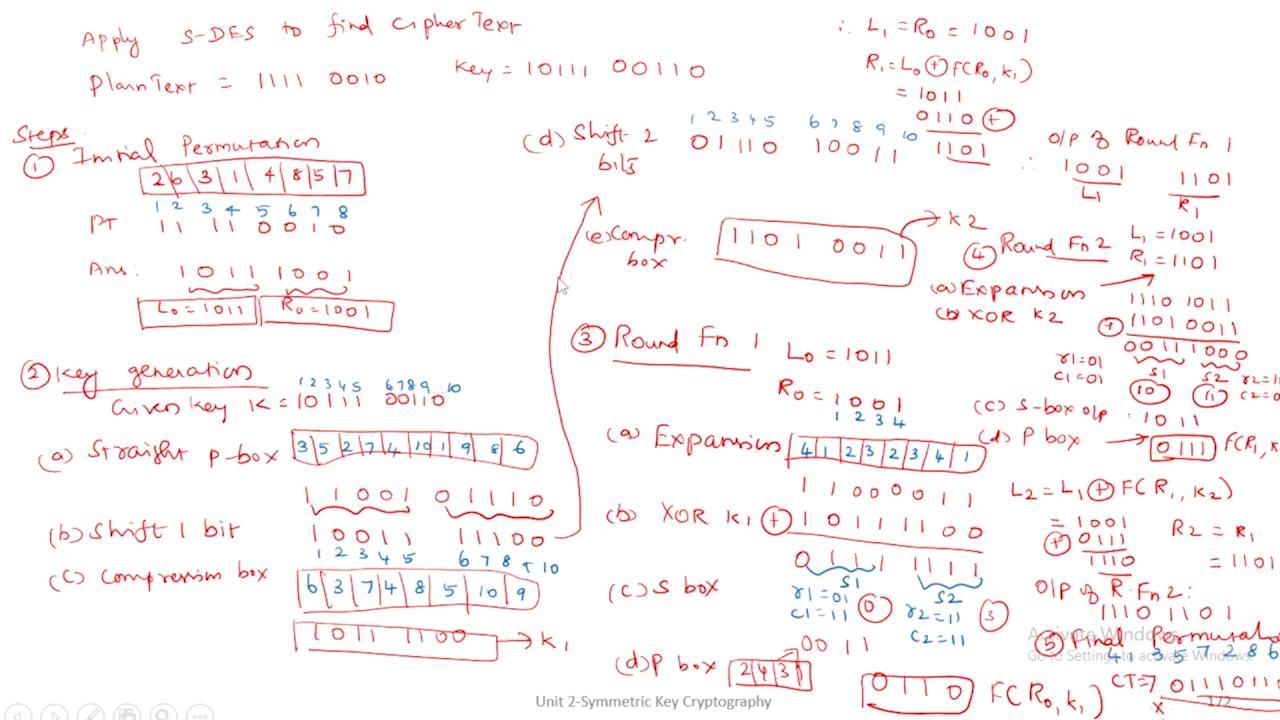 Apply S-DES to find CipherText
PlainText = 1111 0010
Key = 10111 00110
Steps
① Initial Permutation
2 6 3 1 4 8 5 7
1 2 3 4 5 6 7 8
PT 1 1 1 1 0 0 1 0
Ans: 1 0 1 1 1 0 0 1
L0 = 1011 R0 = 1001
② Key generation
1 2 3 4 5 6 7 8 9 10
Given Key K = 10111 00110
(a) Straight P-box 3 5 2 7 4 10 1 9 8 6
1 1 0 0 1 0 1 1 1 0
(b) Shift 1 bit 1 0 0 1 1 1 1 1 0 0
1 2 3 4 5 6 7 8 9 10
(c) Compression box 6 3 7 4 8 5 10 9
1 0 1 1 1 1 0 0 → K1
(d) Shift 2 bits
1 2 3 4 5 6 7 8 9 10
0 1 1 1 0 1 0 0 1 1
(e) Compr. box 1 1 0 1 0 0 1 1 → K2
③ Round Fn 1 L0 = 1011
R0 = 1001
1 2 3 4
(a) Expansion 4 1 2 3 2 3 4 1
1 1 0 0 0 0 1 1
(b) XOR K1 ⊕ 1 0 1 1 1 1 0 0
0 1 1 1 1 1 1 1
S1 S2
(c) S box r1 = 01 c1 = 11 0 r2 = 11 c2 = 11 3
00 11
(d) P box 2 4 3 1
0 1 1 0 F(R0, K1)
∴ L1 = R0 = 1001
R1 = L0 ⊕ F(R0, K1)
= 1011
0110 ⊕
1101
∴ O/P of Round Fn 1
1001 1101
L1 R1
④ Round Fn 2 L1 = 1001
R1 = 1101
(a) Expansion
(b) XOR K2
1110 1011
⊕ 1101 0011
0011 1000
S1 S2
r1 = 01
c1 = 01
10 11
(c) S-box o/p : 10 11
(d) P box → 0111
L2 = L1 ⊕ F(R1, K2)
= 1001
⊕ 0111
1110
R2 = R1
= 1101
O/P of R. Fn 2:
1110 1101
⑤ Final
4 1 3 5 7 2 8 6
CT ⇒
Activate Windows
Go to Settings to activate Windows.
Unit 2-Symmetric Key Cryptography
172